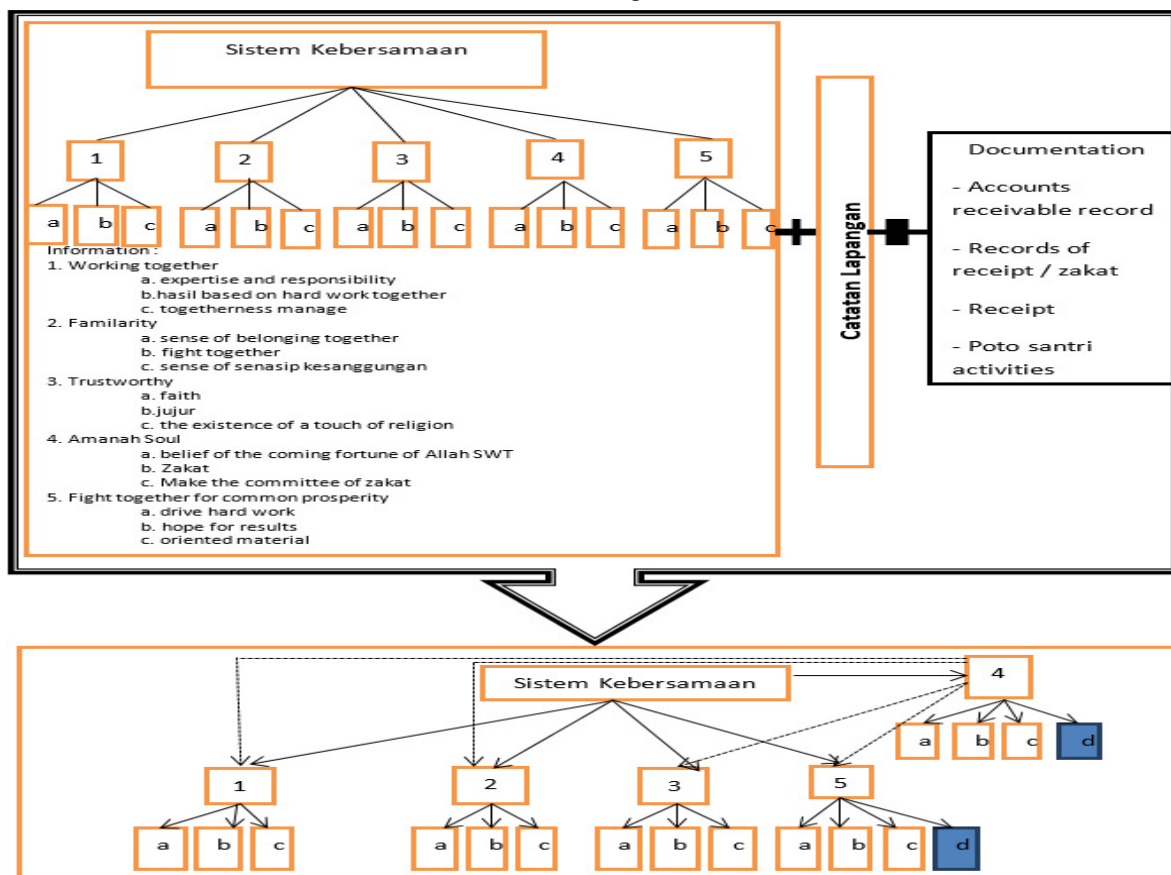 Sistem Kebersamaan
1 2 3 4 5
a b c a b c a b c a b c a b c
Information :
1. Working together
a. expertise and responsibility
b.hasil based on hard work together
c. togetherness manage
2. Familarity
a. sense of belonging together
b. fight together
c. sense of senasip kesanggungan
3. Trustworthy
a. faith
b.jujur
c. the existence of a touch of religion
4. Amanah Soul
a. belief of the coming fortune of Allah SWT
b. Zakat
c. Make the committee of zakat
5. Fight together for common prosperity
a. drive hard work
b. hope for results
c. oriented material
Catatan Lapangan
Documentation
- Accounts
receivable record
- Records of
receipt / zakat
- Receipt
- Poto santri
activities
Sistem Kebersamaan
4
a b c d
1 2 3 5
a b c a b c a b c a b c d